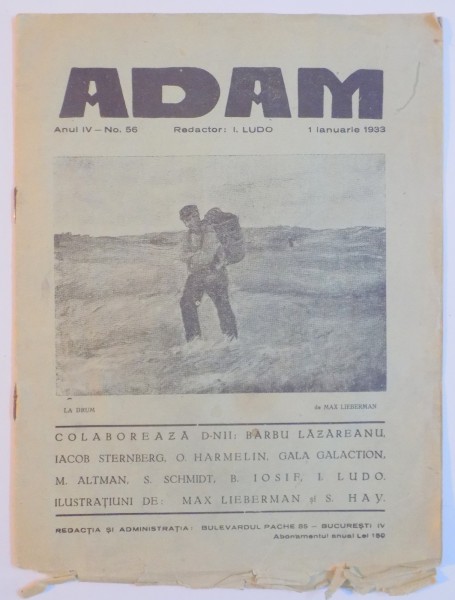 ADAM
Anul IV — No. 56 Redactor: I. LUDO 1 ianuarie 1933
LA DRUM de MAX LIEBERMAN
COLABOREAZĂ D-NII: BARBU LĂZĂREANU,
IACOB STERNBERG, O. HARMELIN, GALA GALACTION,
M. ALTMAN, S. SCHMIDT, B. IOSIF, I. LUDO.
ILUSTRAȚIUNI DE: MAX LIEBERMAN și S. HAY.
REDACȚIA ȘI ADMINISTRAȚIA: BULEVARDUL PACHE 85 — BUCUREȘTI IV
Abonamentul anual Lei 180